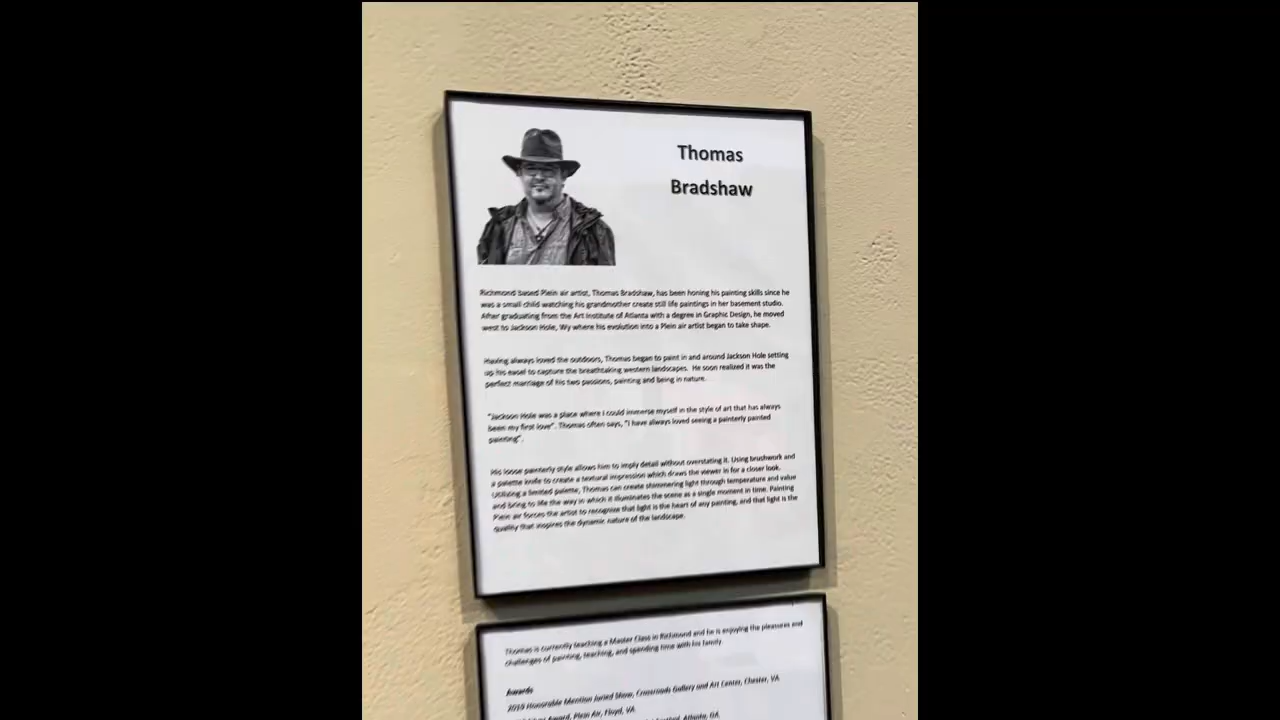 Thomas
Bradshaw
Richmond based Plein air artist, Thomas Bradshaw, has been honing his painting skills since he
was a small child watching his grandmother create still life paintings in her basement studio.
After graduating from the Art Institute of Atlanta with a degree in Graphic Design, he moved
west to Jackson Hole, Wy where his evolution into a Plein air artist began to take shape.
Having always loved the outdoors, Thomas began to paint in and around Jackson Hole setting
up his easel to capture the breathtaking western landscapes. He soon realized it was the
perfect marriage of his two passions, painting and being in nature.
"Jackson Hole was a place where I could immerse myself in the style of art that has always
been my first love". Thomas often says, "I have always loved seeing a painterly painted
painting".
His loose painterly style allows him to imply detail without overstating it. Using brushwork and
a palette knife to create a textural impression which draws the viewer in for a closer look.
Utilizing a limited palette, Thomas can create shimmering light through temperature and value
and bring to life the way in which it illuminates the scene as a single moment in time. Painting
Plein air forces the artist to recognize that light is the heart of any painting, and that light is the
quality that inspires the dynamic nature of the landscape.
Thomas is currently teaching a Master Class in Richmond and he is enjoying the pleasures and
challenges of painting, teaching, and spending time with his family.
Awards
2019 Honorable Mention Juried Show, Crossroads Gallery and Art Center, Chester, VA
Award, Plein Air, Floyd, VA
Atlanta, GA